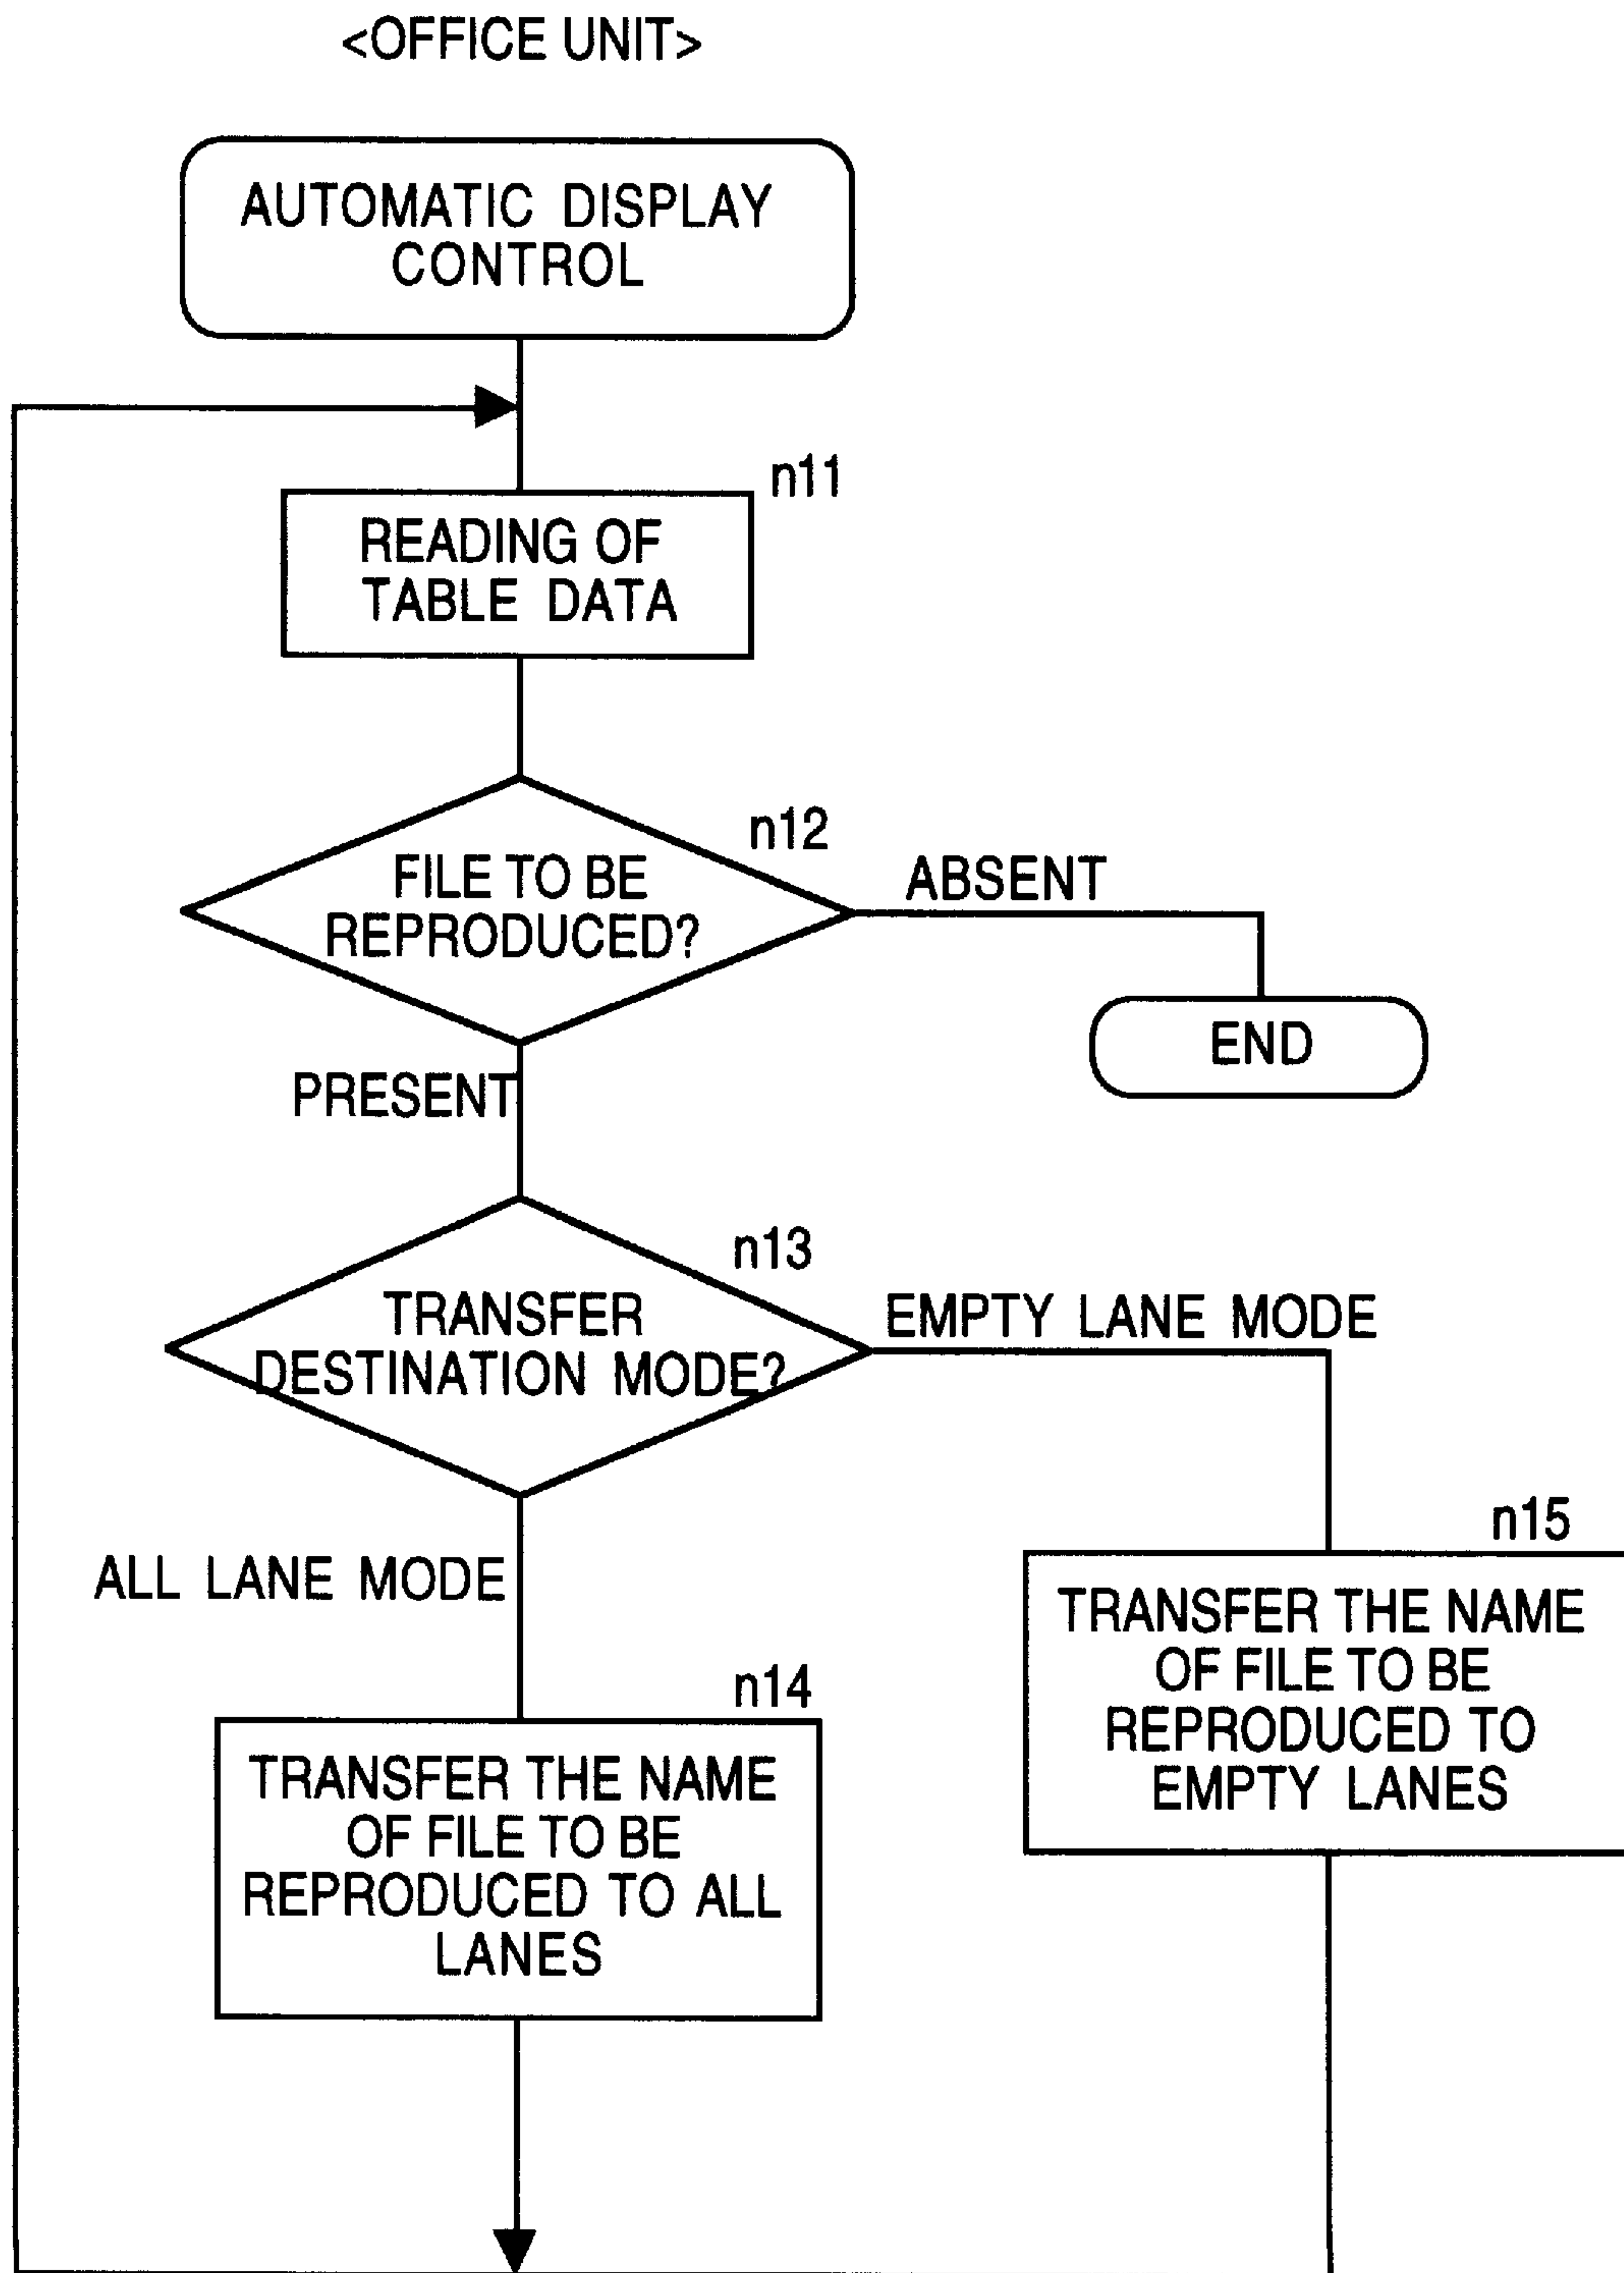 <OFFICE UNIT>
AUTOMATIC DISPLAY
CONTROL
n11
READING OF
TABLE DATA
n12
FILE TO BE
REPRODUCED?
ABSENT
END
PRESENT
n13
TRANSFER
DESTINATION MODE?
EMPTY LANE MODE
ALL LANE MODE
n15
TRANSFER THE NAME
OF FILE TO BE
REPRODUCED TO
EMPTY LANES
n14
TRANSFER THE NAME
OF FILE TO BE
REPRODUCED TO ALL
LANES